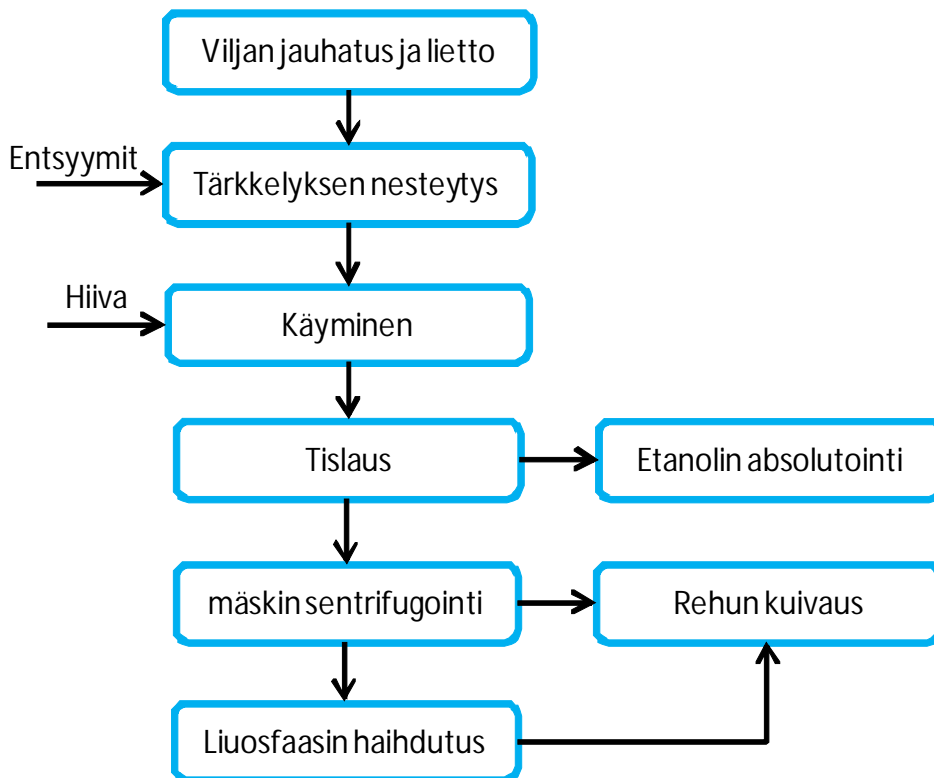 Viljan jauhatus ja lietto
Entsyymit
Tärkkelyksen nesteytys
Hiiva
Käyminen
Tislaus
Etanolin absolutointi
mäskin sentrifugointi
Rehun kuivaus
Liuosfaasin haihdutus